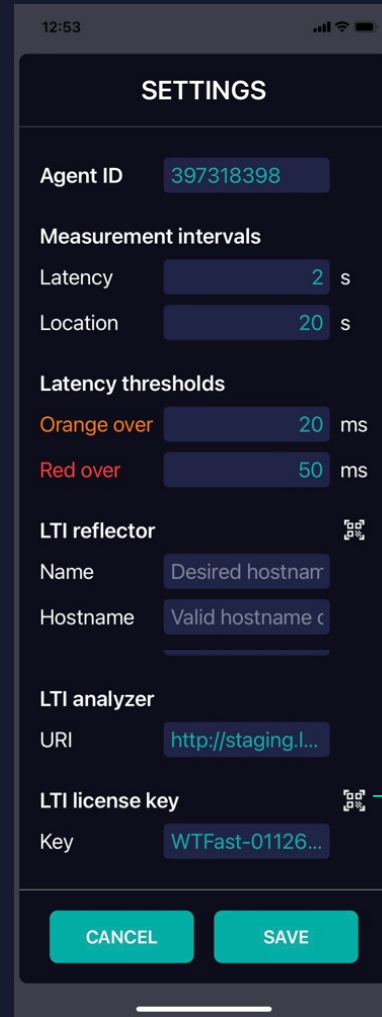 12:53
SETTINGS
Agent ID 397318398
Measurement intervals
Latency 2 s
Location 20 s
Latency thresholds
Orange over 20 ms
Red over 50 ms
LTI reflector
Name Desired hostnam
Hostname Valid hostname c
LTI analyzer
URI http://staging.l...
LTI license key
Key WTFast-01126...
CANCEL SAVE